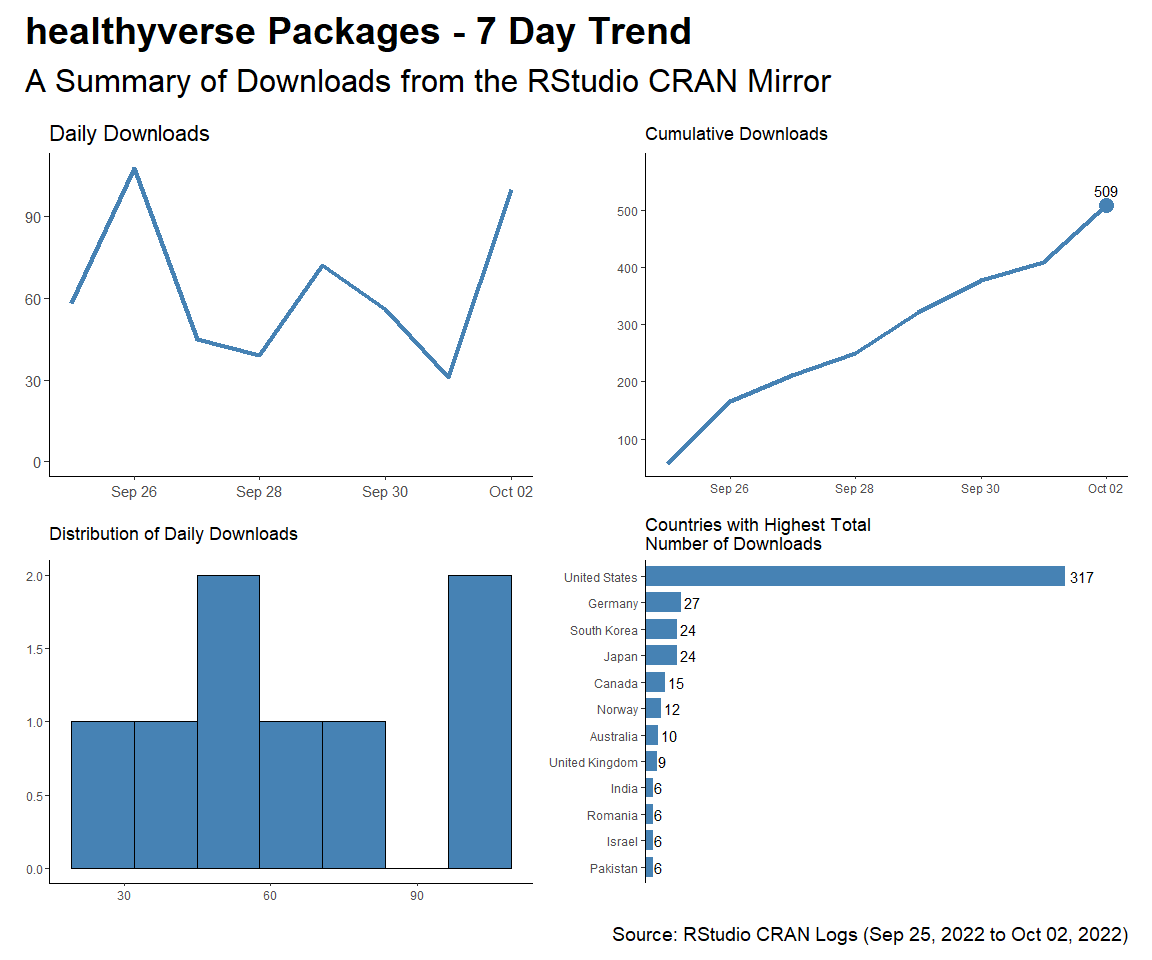 healthyverse Packages - 7 Day Trend
A Summary of Downloads from the RStudio CRAN Mirror
Daily Downloads
90
60
30
0
Sep 26 Sep 28 Sep 30 Oct 02
Cumulative Downloads
509
500
400
300
200
100
Sep 26 Sep 28 Sep 30 Oct 02
Distribution of Daily Downloads
2.0
1.5
1.0
0.5
0.0
30 60 90
Countries with Highest Total
Number of Downloads
United States 317
Germany 27
South Korea 24
Japan 24
Canada 15
Norway 12
Australia 10
United Kingdom 9
India 6
Romania 6
Israel 6
Pakistan 6
Source: RStudio CRAN Logs (Sep 25, 2022 to Oct 02, 2022)